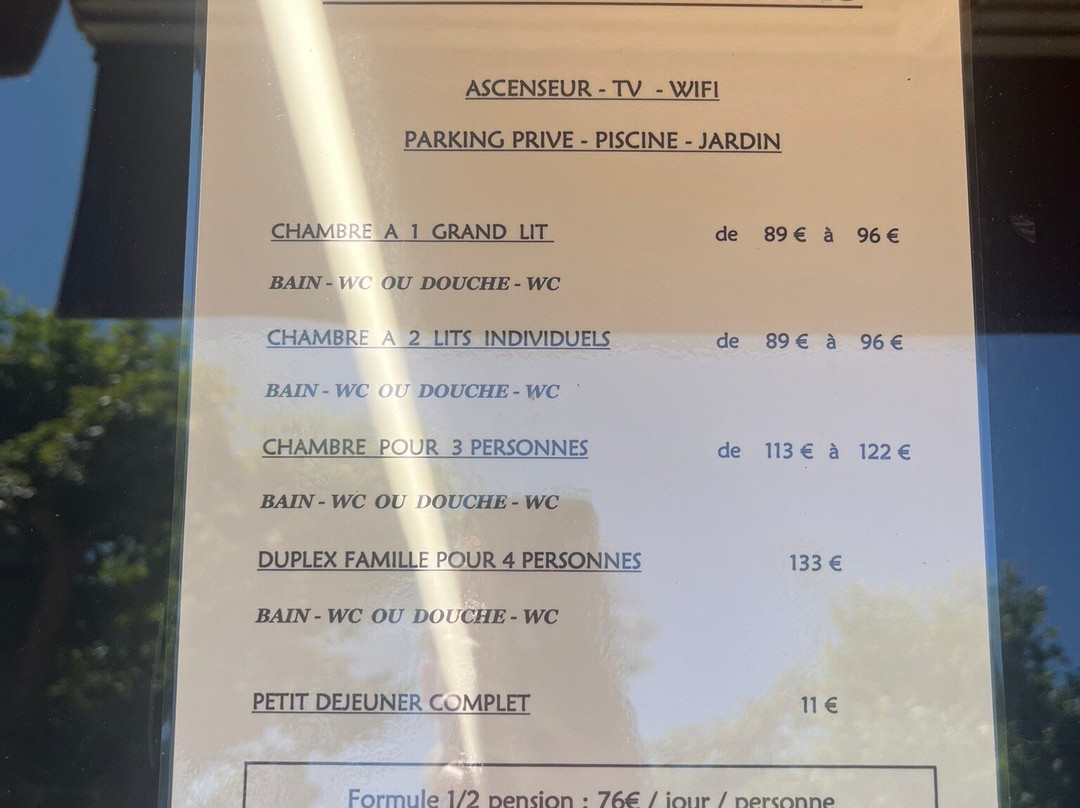 ASCENSEUR - TV - WIFI
PARKING PRIVE - PISCINE - JARDIN
CHAMBRE A 1 GRAND LIT de 89 € à 96 €
BAIN - WC OU DOUCHE - WC
CHAMBRE A 2 LITS INDIVIDUELS de 89 € à 96 €
BAIN - WC OU DOUCHE - WC
CHAMBRE POUR 3 PERSONNES de 113 € à 122 €
BAIN - WC OU DOUCHE - WC
DUPLEX FAMILLE POUR 4 PERSONNES 133 €
BAIN - WC OU DOUCHE - WC
PETIT DEJEUNER COMPLET 11 €
Formule 1/2 pension : 76€ / jour / personne